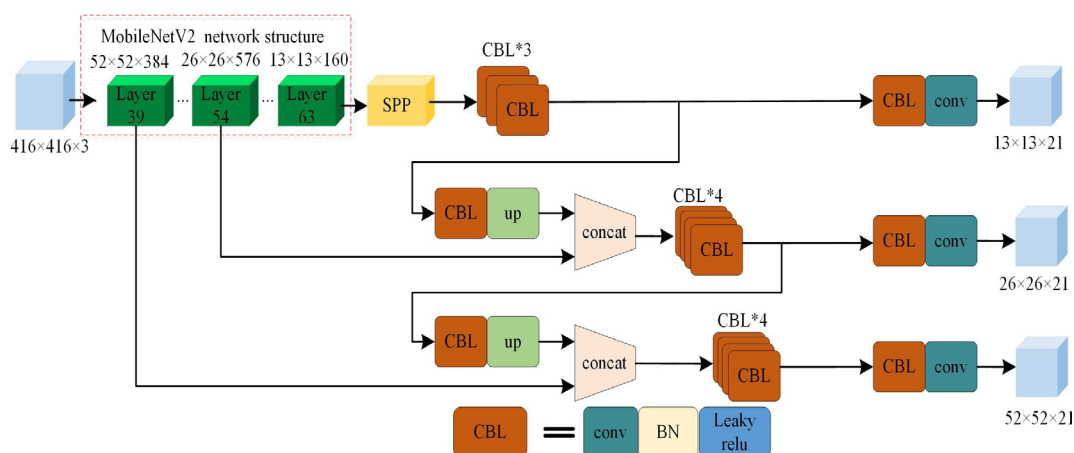 MobileNetV2 network structure
52×52×384 26×26×576 13×13×160
CBL*3
Layer 39
...
Layer 54
...
Layer 63
SPP
CBL
CBL conv
416×416×3
13×13×21
CBL*4
CBL up
concat
CBL
CBL conv
26×26×21
CBL*4
CBL up
concat
CBL
CBL conv
52×52×21
CBL = conv BN Leaky relu